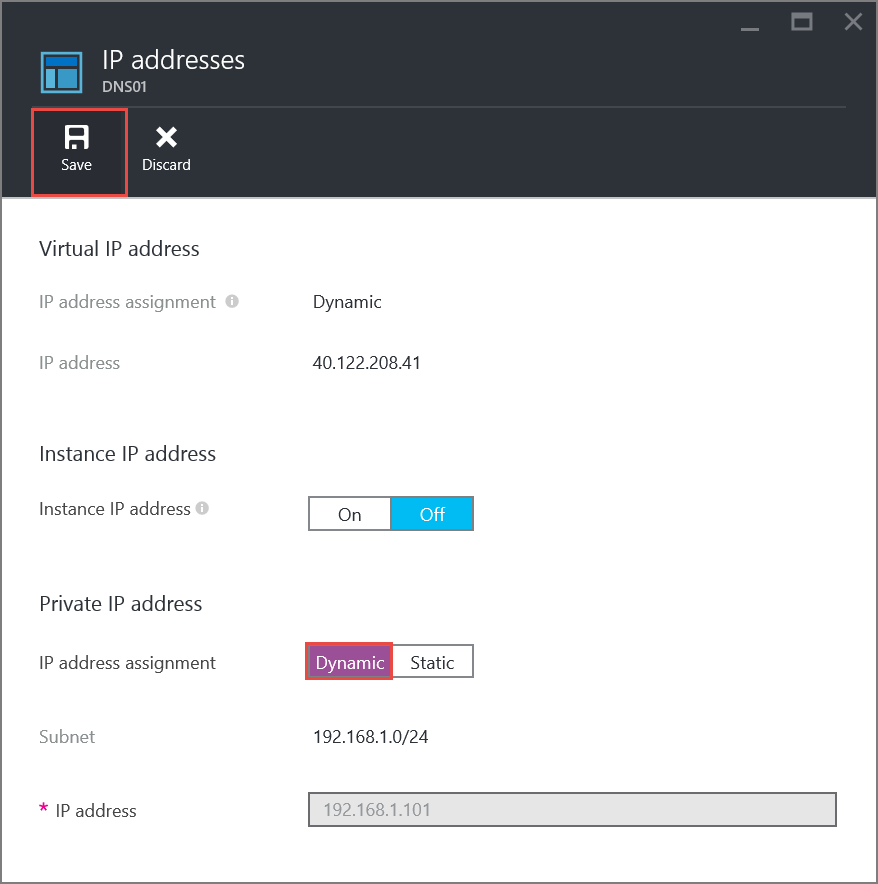 IP addresses
DNS01
Save Discard
Virtual IP address
IP address assignment Dynamic
IP address 40.122.208.41
Instance IP address
Instance IP address On Off
Private IP address
IP address assignment Dynamic Static
Subnet 192.168.1.0/24
* IP address 192.168.1.101